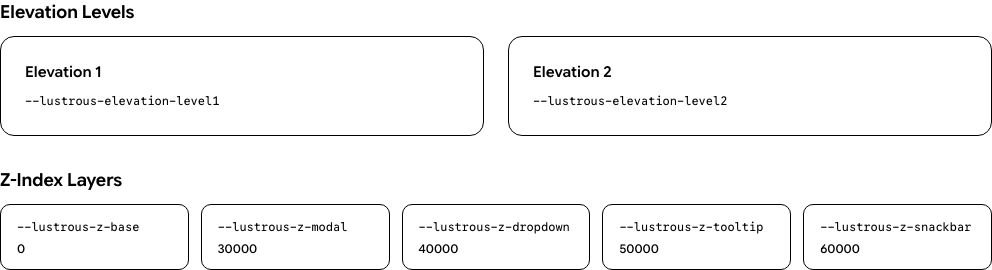 Elevation Levels
Elevation 1
--lustrous-elevation-level1
Elevation 2
--lustrous-elevation-level2
Z-Index Layers
--lustrous-z-base
0
--lustrous-z-modal
30000
--lustrous-z-dropdown
40000
--lustrous-z-tooltip
50000
--lustrous-z-snackbar
60000